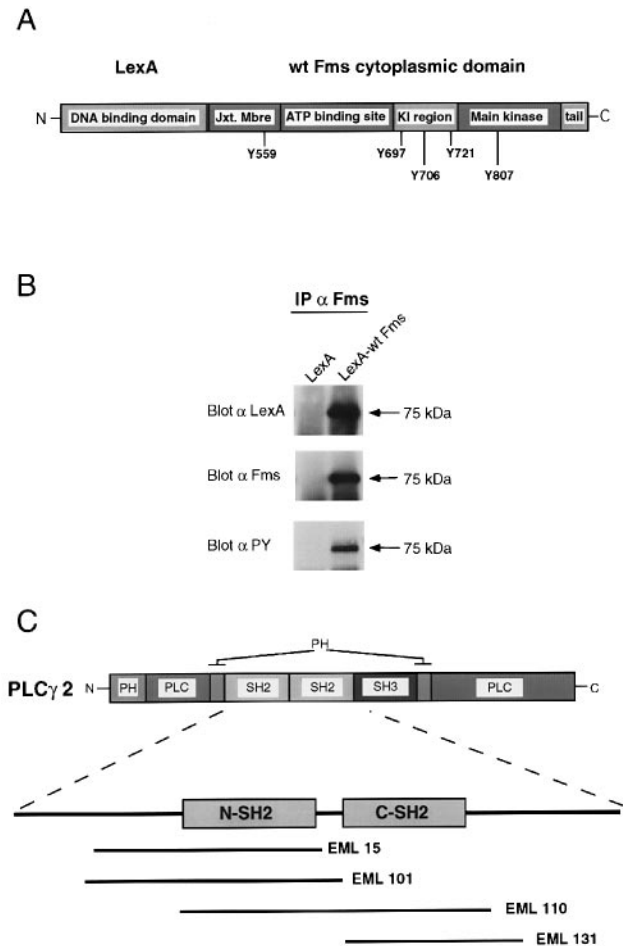 A
LexA wt Fms cytoplasmic domain
N DNA binding domain Jxt. Mbre ATP binding site KI region Main kinase tail C
Y559 Y697 Y721
Y706 Y807
B
IP α Fms
LexA LexA-wt Fms
Blot α LexA 75 kDa
Blot α Fms 75 kDa
Blot α PY 75 kDa
C
PH
PLCγ 2 N PH PLC SH2 SH2 SH3 PLC C
N-SH2 C-SH2
EML 15
EML 101
EML 110
EML 131